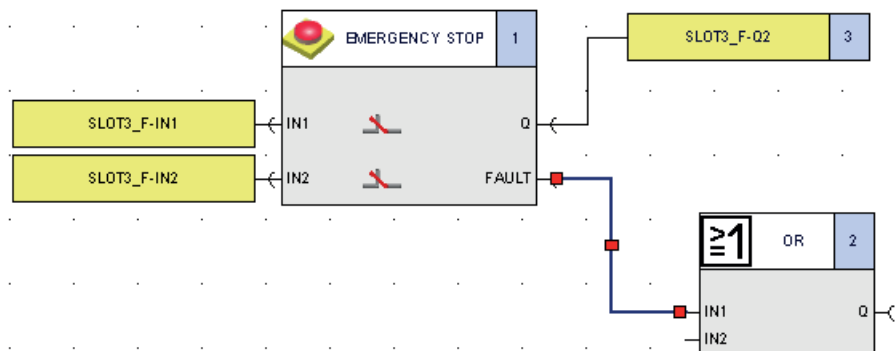 EMERGENCY STOP 1
SLOT3_F-Q2 3
SLOT3_F-IN1
IN1
Q
SLOT3_F-IN2
IN2
FAULT
≥1 OR 2
IN1
Q
IN2